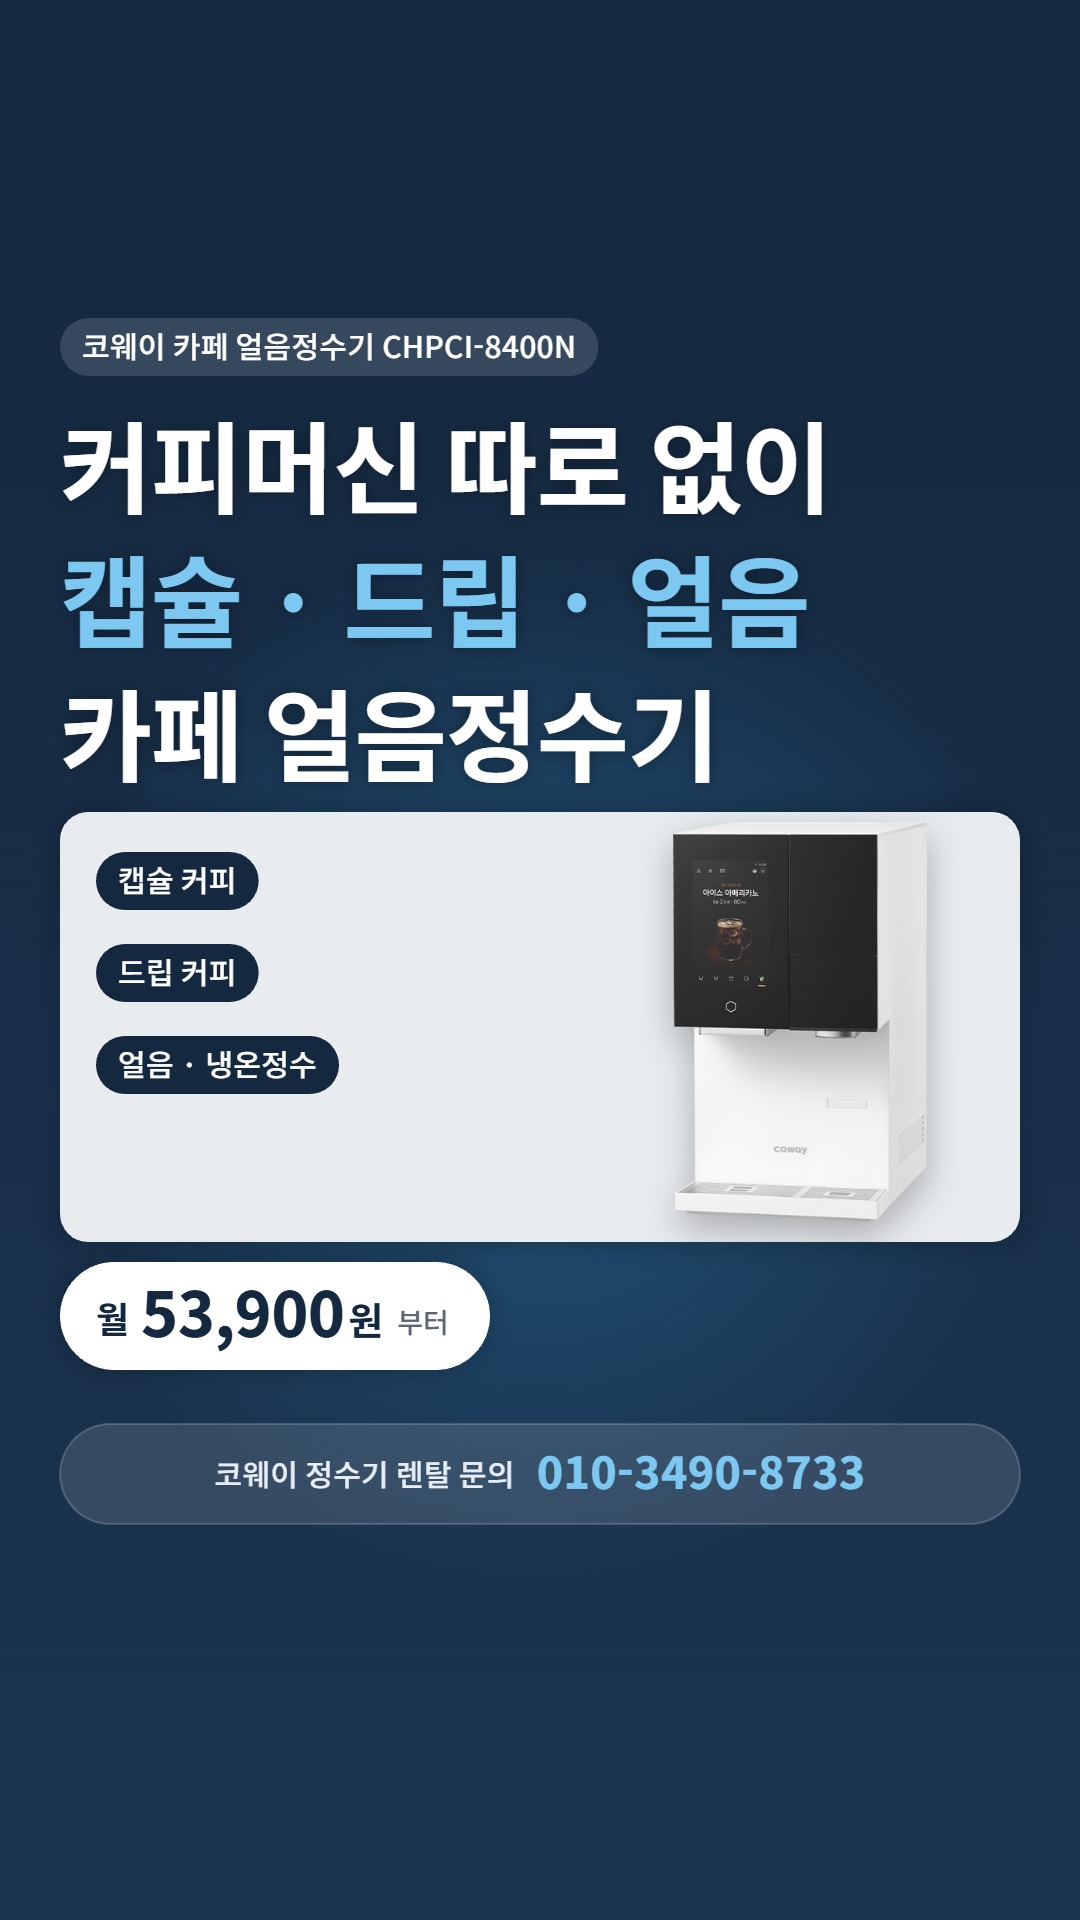 코웨이 카페 얼음정수기 CHPCI-8400N
커피머신 따로 없이
캡슐 · 드립 · 얼음
카페 얼음정수기
캡슐 커피
드립 커피
얼음 · 냉온정수
아이스 아메리카노
coway
월 53,900원 부터
코웨이 정수기 렌탈 문의 010-3490-8733